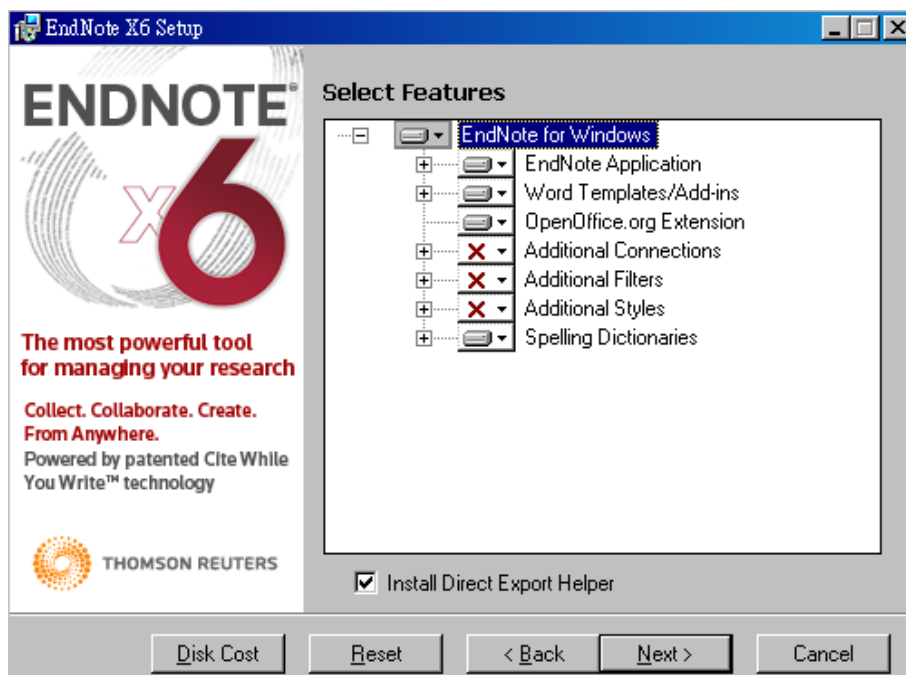 EndNote X6 Setup
ENDNOTE®
x6
The most powerful tool
for managing your research
Collect. Collaborate. Create.
From Anywhere.
Powered by patented Cite While
You Write™ technology
THOMSON REUTERS
Select Features
EndNote for Windows
EndNote Application
Word Templates/Add-ins
OpenOffice.org Extension
Additional Connections
Additional Filters
Additional Styles
Spelling Dictionaries
Install Direct Export Helper
Disk Cost
Reset
< Back
Next >
Cancel